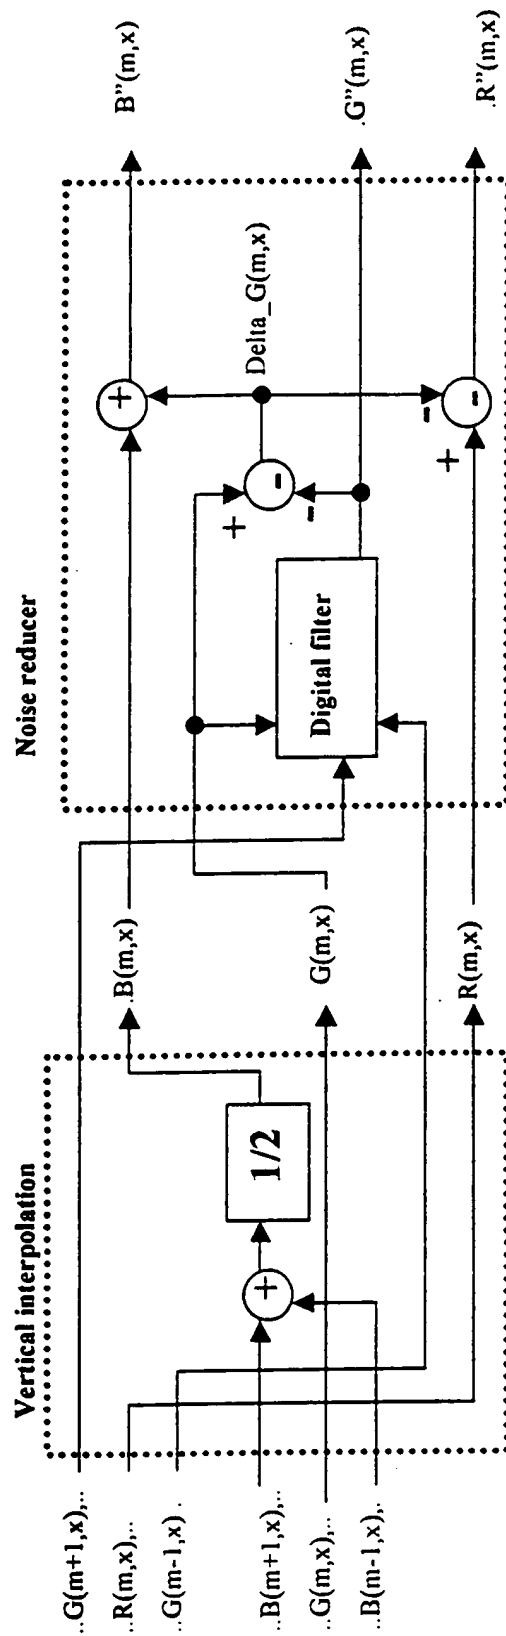 Vertical interpolation
Noise reducer
..G(m+1,x),..
..R(m,x),..
..G(m-1,x) .
..B(m+1,x),..
..G(m,x),..
..B(m-1,x),.
+
1/2
.B(m,x)
G(m,x)
R(m,x)
Digital filter
+
-
-
Delta_G(m,x)
+
+
-
-
B"(m,x)
.G"(m,x)
.R"(m,x)